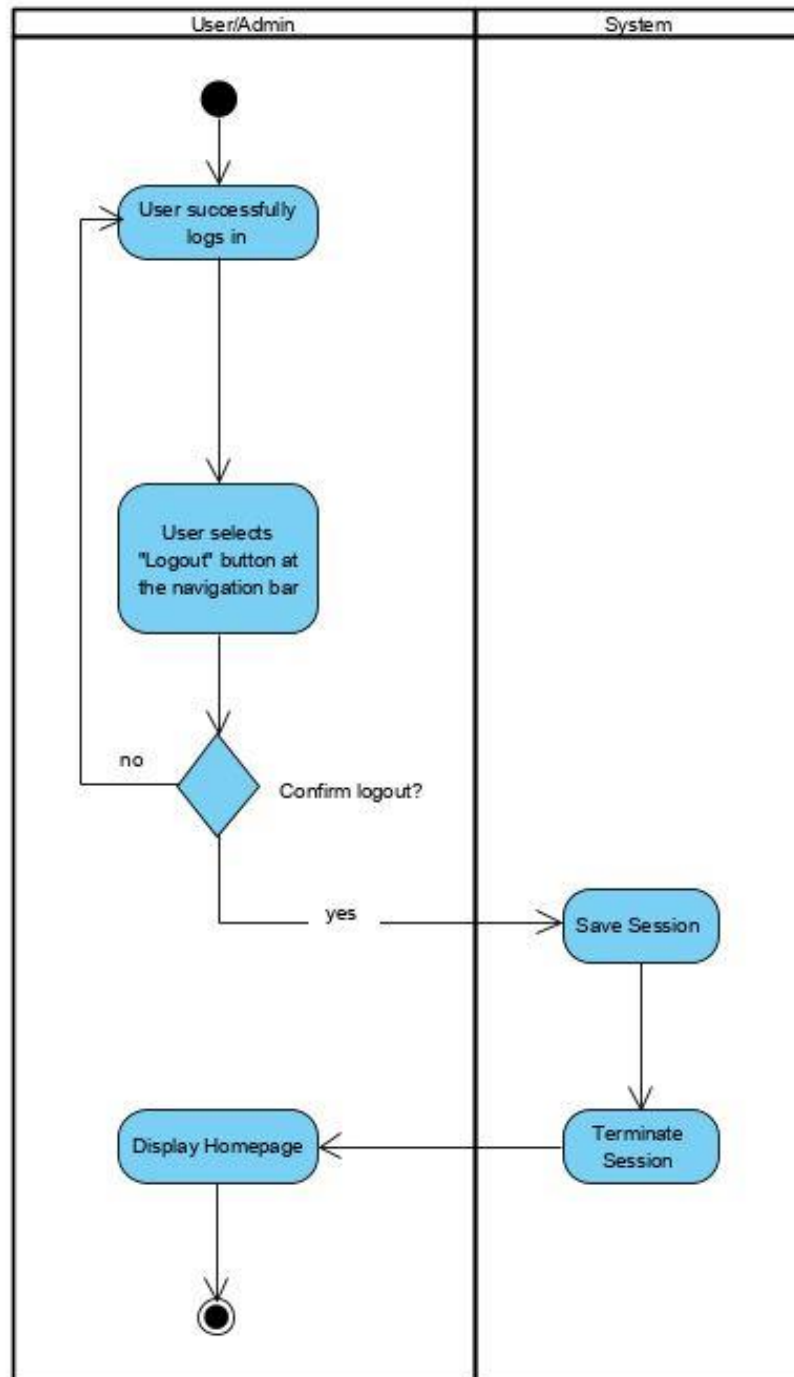 User/Admin
System
User successfully
logs in
User selects
"Logout" button at
the navigation bar
no
Confirm logout?
yes
Save Session
Display Homepage
Terminate
Session